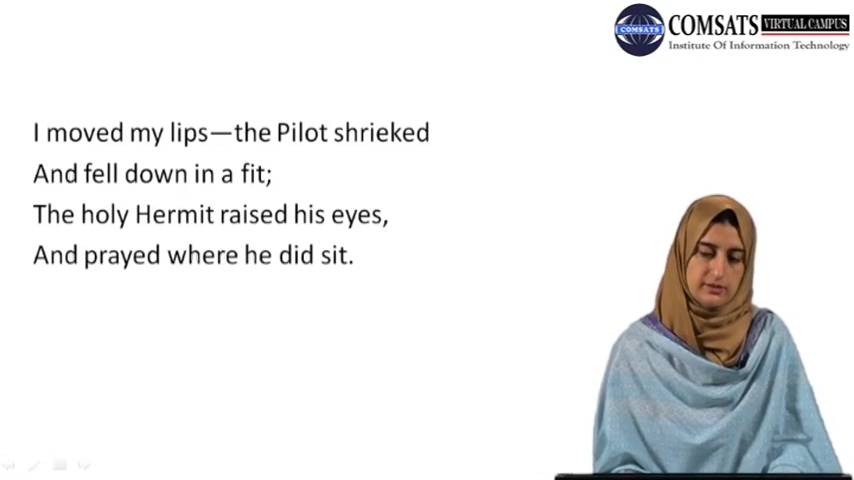 COMSATS VIRTUAL CAMPUS
COMSATS
Institute Of Information Technology
I moved my lips—the Pilot shrieked
And fell down in a fit;
The holy Hermit raised his eyes,
And prayed where he did sit.